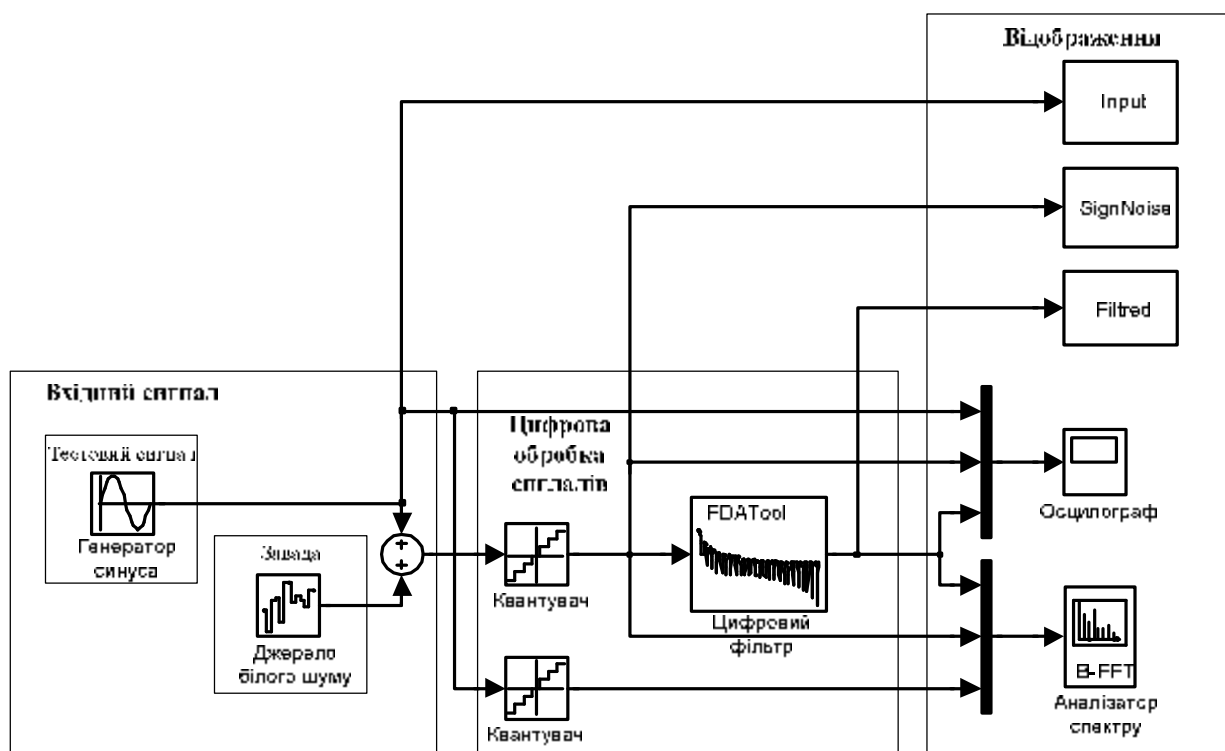 Відображення
Input
SignNoise
Filtred
Вхідний сигнал
Цифрова
обробка
сигналів
Тестовий сигнал
FDATool
Осцилограф
Генератор
синуса
Завада
Квантувач
Цифровий
фільтр
Джерело
білого шуму
B-FFT
Квантувач
Аналізатор
спектру